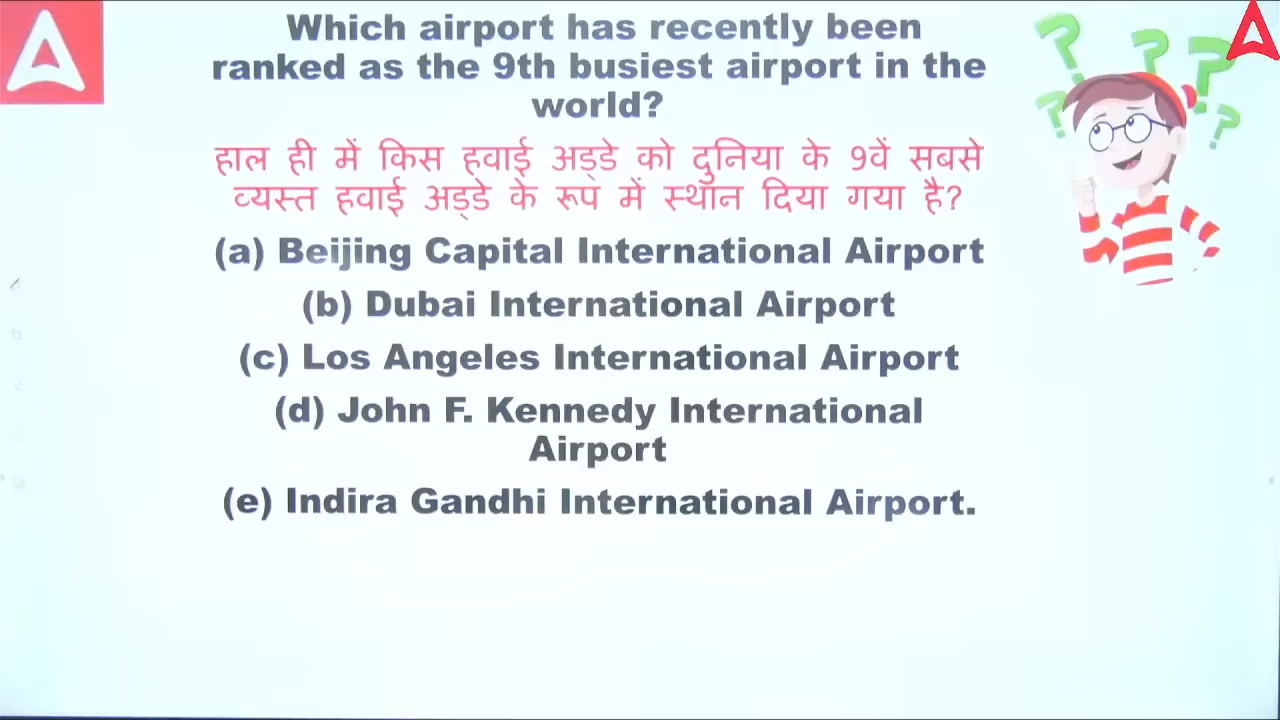 Which airport has recently been
ranked as the 9th busiest airport in the
world?
हाल ही में किस हवाई अड्डे को दुनिया के 9वें सबसे
व्यस्त हवाई अड्डे के रूप में स्थान दिया गया है?
(a) Beijing Capital International Airport
(b) Dubai International Airport
(c) Los Angeles International Airport
(d) John F. Kennedy International
Airport
(e) Indira Gandhi International Airport.